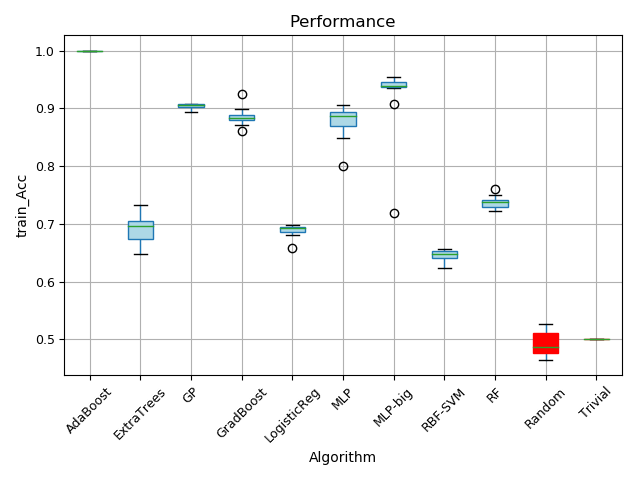 Performance
train_Acc
1.0
0.9
0.8
0.7
0.6
0.5
AdaBoost
ExtraTrees
GP
GradBoost
LogisticReg
MLP
MLP-big
RBF-SVM
RF
Random
Trivial
Algorithm